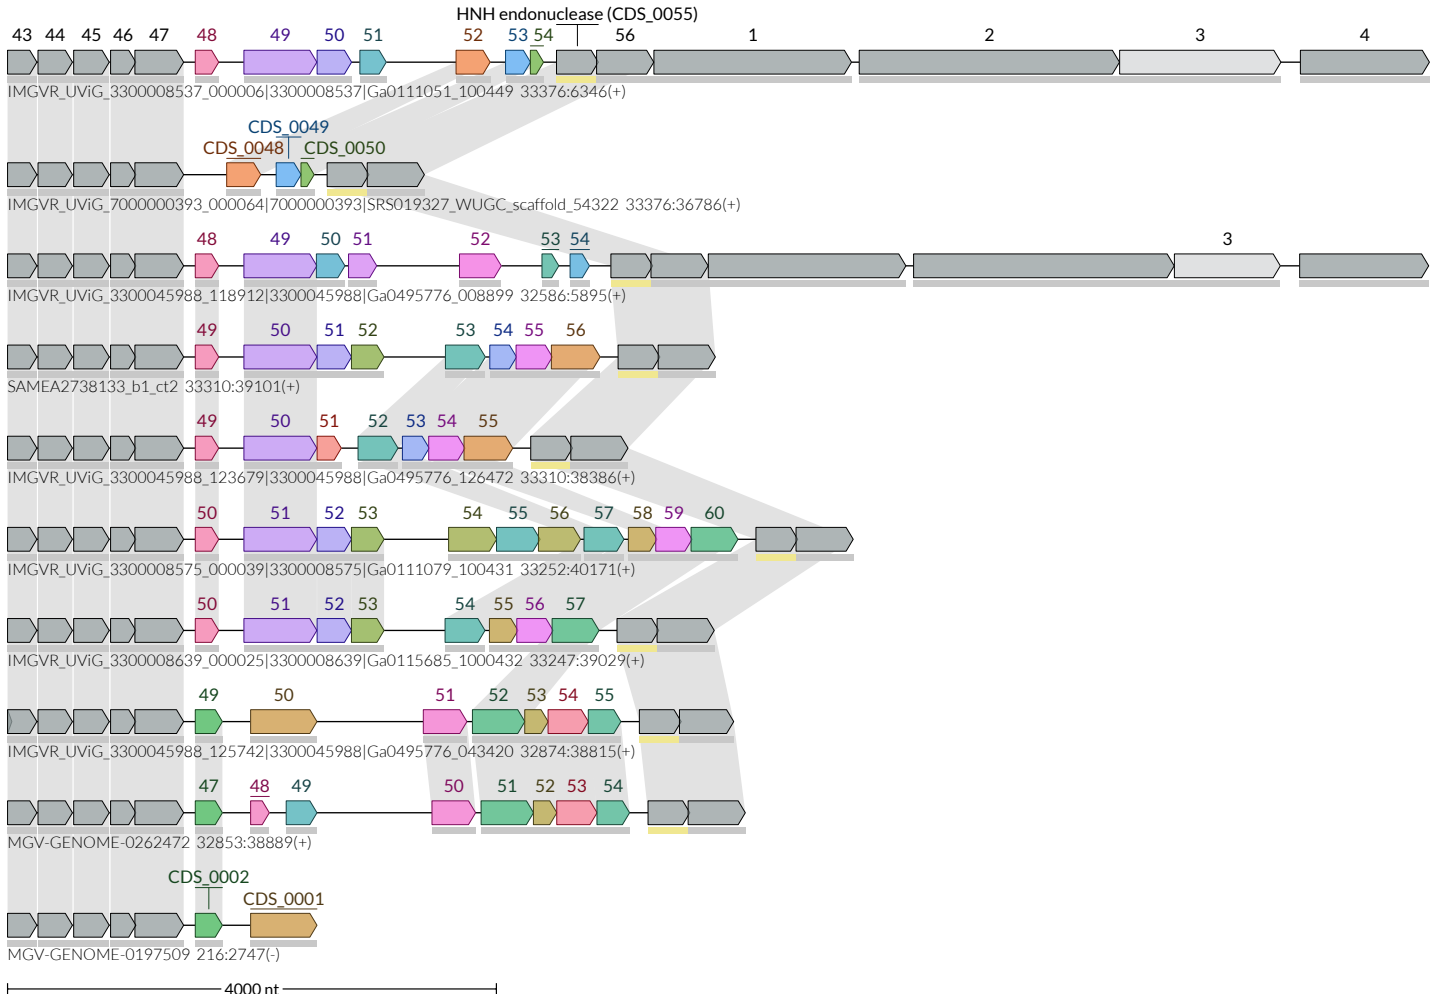 HNH endonuclease (CDS_0055)
43 44 45 46 47 48 49 50 51 52 53 54 56 1 2 3 4
IMGVR_UViG_3300008537_000006|3300008537|Ga0111051_100449 33376:6346(+)
CDS_0049
CDS_0048 CDS_0050
IMGVR_UViG_7000000393_000064|7000000393|SRS019327_WUGC_scaffold_54322 33376:36786(+)
48 49 50 51 52 53 54 3
IMGVR_UViG_3300045988_118912|3300045988|Ga0495776_008899 32586:5895(+)
49 50 51 52 53 54 55 56
SAMEA2738133_b1_ct2 33310:39101(+)
49 50 51 52 53 54 55
IMGVR_UViG_3300045988_123679|3300045988|Ga0495776_126472 33310:38386(+)
50 51 52 53 54 55 56 57 58 59 60
IMGVR_UViG_3300008575_000039|3300008575|Ga0111079_100431 33252:40171(+)
50 51 52 53 54 55 56 57
IMGVR_UViG_3300008639_000025|3300008639|Ga0115685_1000432 33247:39029(+)
49 50 51 52 53 54 55
IMGVR_UViG_3300045988_125742|3300045988|Ga0495776_043420 32874:38815(+)
47 48 49 50 51 52 53 54
MGV-GENOME-0262472 32853:38889(+)
CDS_0002
CDS_0001
MGV-GENOME-0197509 216:2747(-)
4000 nt